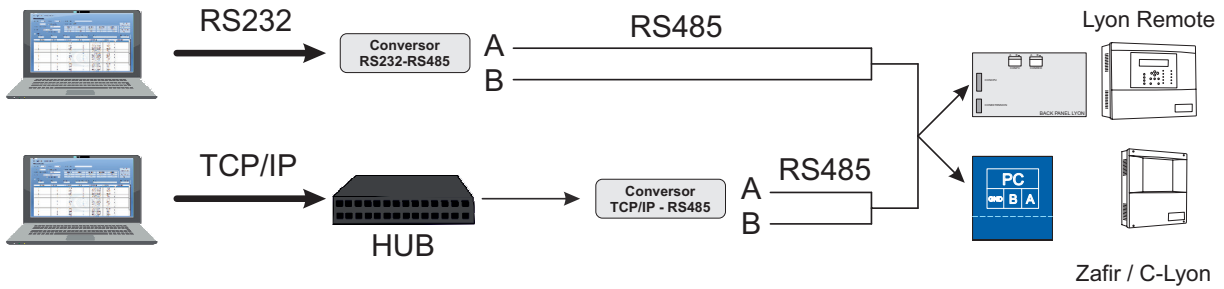 RS232
Conversor
RS232-RS485
A
B
RS485
Lyon Remote
BACK PANEL LYON
TCP/IP
HUB
Conversor
TCP/IP - RS485
A
B
RS485
PC
GND B A
Zafir / C-Lyon